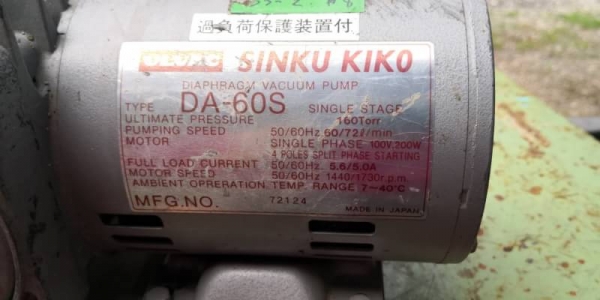 過負荷保護装置付
ULVAC SINKU KIKO
DIAPHRAGM VACUUM PUMP
TYPE DA-60S SINGLE STAGE
ULTIMATE PRESSURE 160Torr
PUMPING SPEED 50/60Hz 60/72ℓ/min
MOTOR SINGLE PHASE 100V,200W
4 POLES SPLIT PHASE STARTING
FULL LOAD CURRENT 50/60Hz, 5.6/5.0A
MOTOR SPEED 50/60Hz 1440/1730r.p.m
AMBIENT OPRERATION TEMP. RANGE 7~40°C
MFG.NO. 72124 MADE IN JAPAN